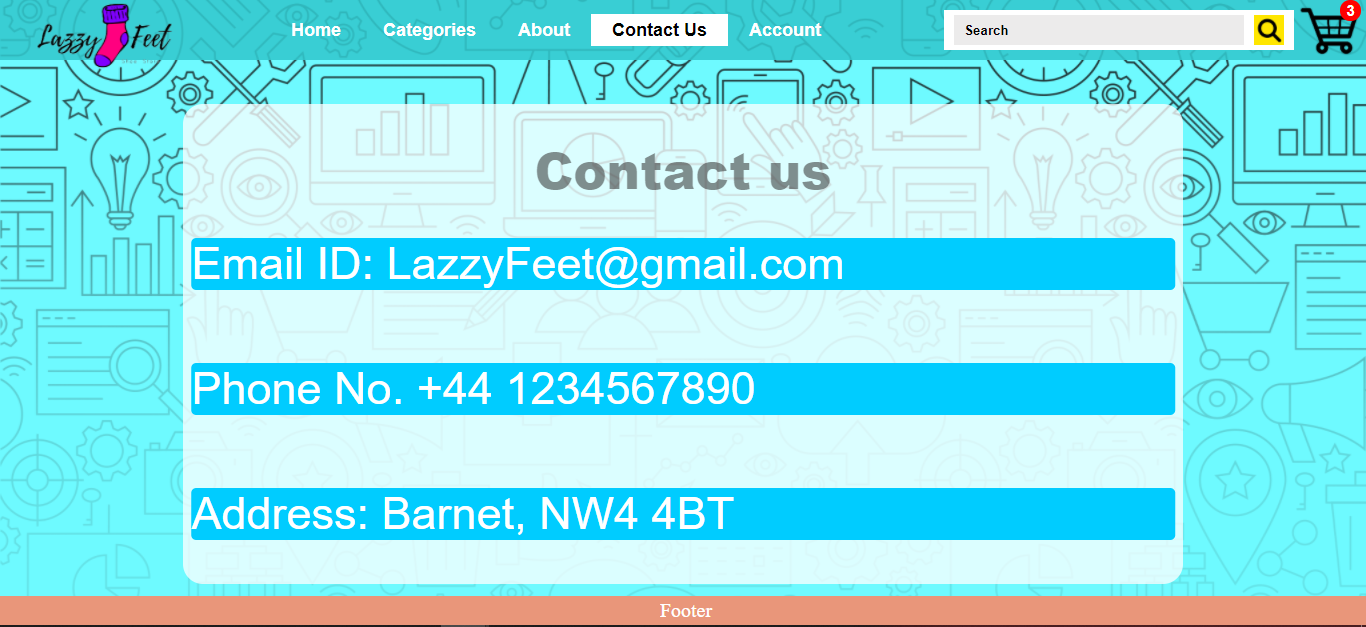 Lazzy Feet
Home Categories About Contact Us Account
Search
3
Contact us
Email ID: LazzyFeet@gmail.com
Phone No. +44 1234567890
Address: Barnet, NW4 4BT
Footer